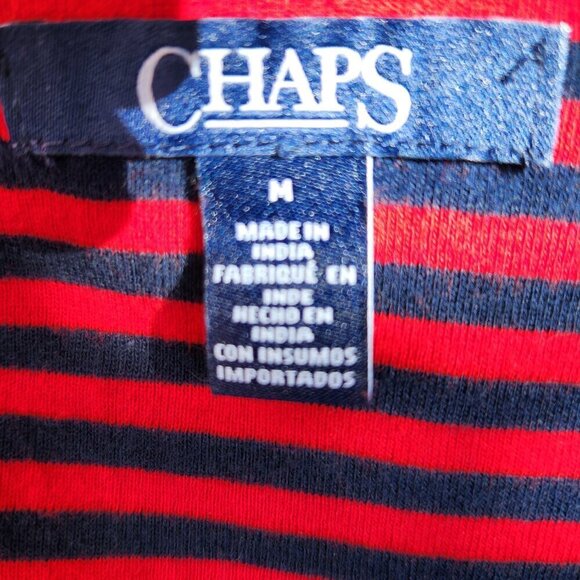 CHAPS
M
MADE IN
INDIA
FABRIQUÉ EN
INDE
HECHO EN
INDIA
CON INSUMOS
IMPORTADOS